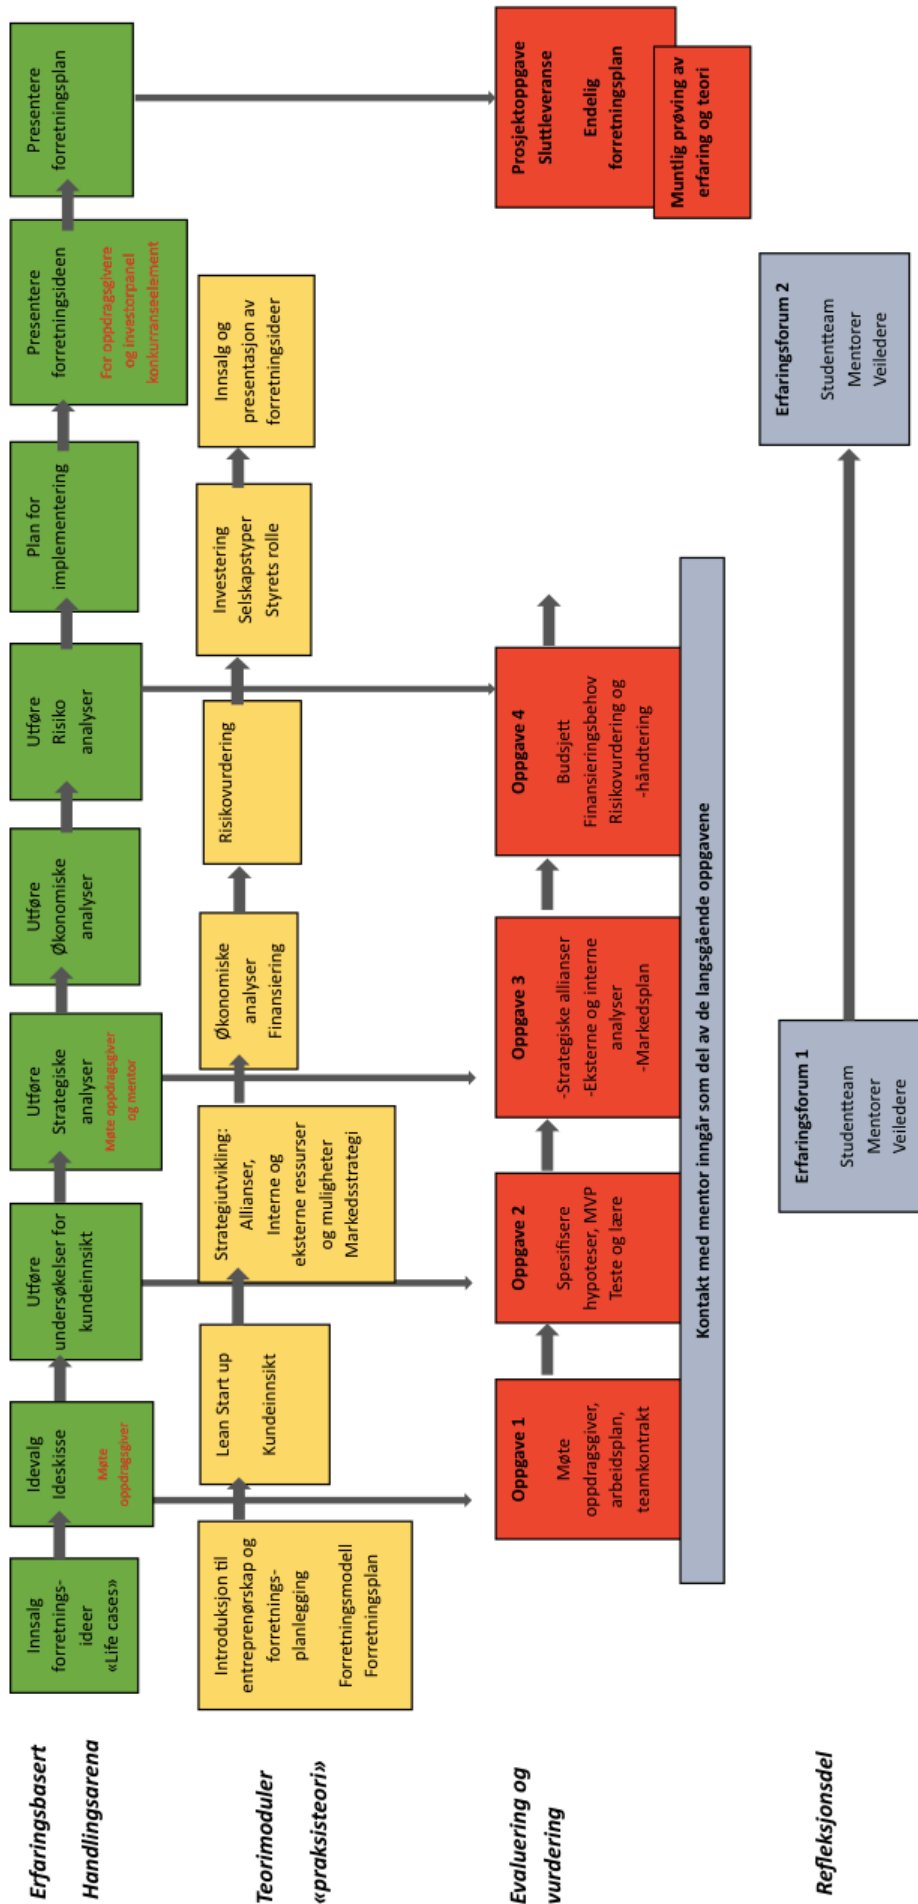 Erfaringsbasert
Handlingsarena
Innsalg
forretnings-
ideer
«Life cases»
Idevalg
Ideskisse
Møte
oppdragsgiver
Utføre
undersøkelser for
kundeinnsikt
Utføre
Strategiske
analyser
Møte oppdragsgiver
og mentor
Utføre
Økonomiske
analyser
Utføre
Risiko
analyser
Plan for
implementering
Presentere
forretningsideen
For oppdragsgivere
og investorpanel
konkurranseelement
Presentere
forretningsplan
Teorimoduler
«praksisteori»
Introduksjon til
entreprenørskap og
forretnings-
planlegging
Forretningsmodell
Forretningsplan
Lean Start up
Kundeinnsikt
Strategiutvikling:
Allianser,
Interne og
eksterne ressurser
og muligheter
Markedsstrategi
Økonomiske
analyser
Finansiering
Risikovurdering
Investering
Selskapstyper
Styrets rolle
Innsalg og
presentasjon av
forretningsideer
Evaluering og
vurdering
Oppgave 1
Møte
oppdragsgiver,
arbeidsplan,
teamkontrakt
Oppgave 2
Spesifisere
hypoteser, MVP
Teste og lære
Oppgave 3
-Strategiske allianser
-Eksterne og interne
analyser
-Markedsplan
Oppgave 4
Budsjett
Finansieringsbehov
Risikovurdering og
-håndtering
Prosjektoppgave
Sluttleveranse
Endelig
forretningsplan
Muntlig prøving av
erfaring og teori
Kontakt med mentor inngår som del av de langsgående oppgavene
Refleksjonsdel
Erfaringsforum 1
Studentteam
Mentorer
Veiledere
Erfaringsforum 2
Studentteam
Mentorer
Veiledere